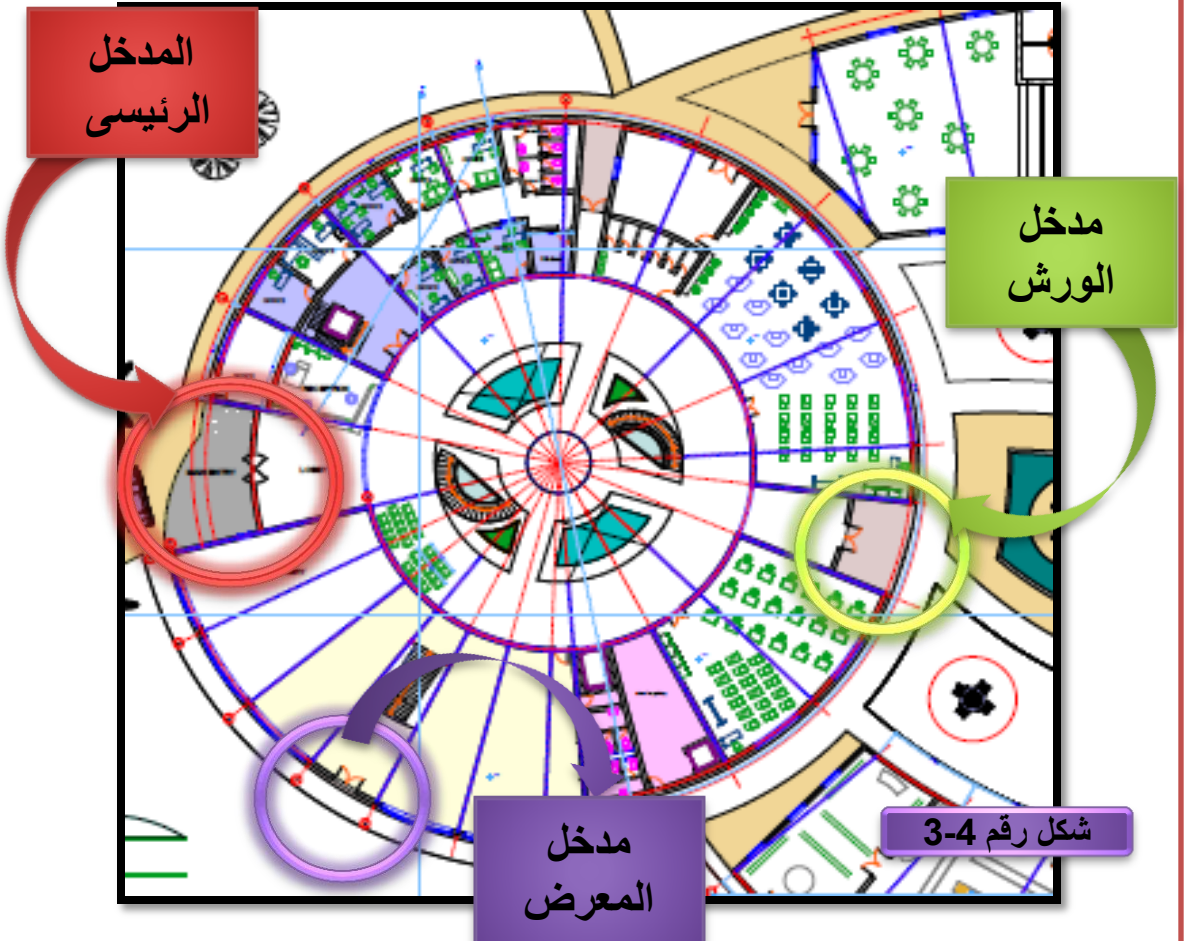 المدخل
الرئيسى
مدخل
الورش
مدخل
المعرض
شكل رقم 4-3